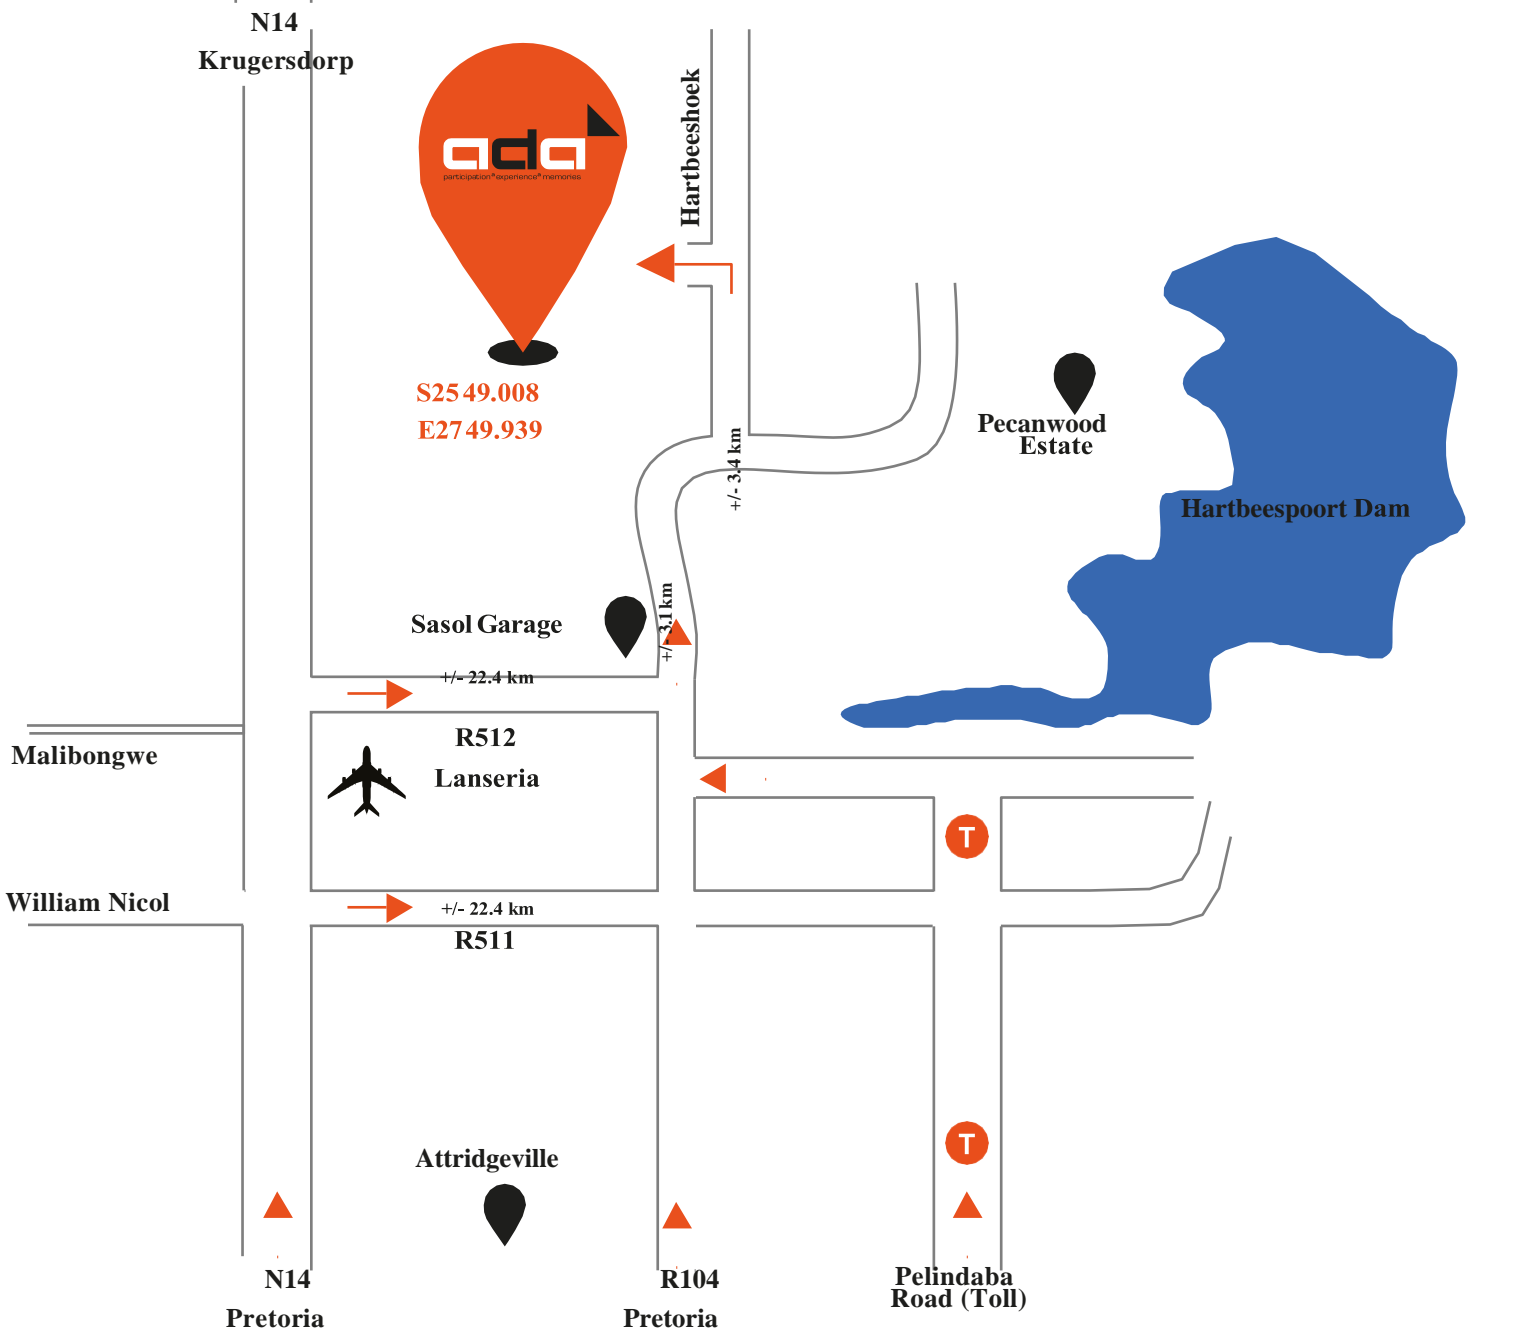 N14
Krugersdorp
Hartbeeshoek
ada
participation*experience*memories
S25 49.008
E27 49.939
Pecanwood
Estate
+/- 3.4 km
Hartbeespoort Dam
Sasol Garage
+/- 3.1 km
+/- 22.4 km
R512
Malibongwe
Lanseria
T
William Nicol
+/- 22.4 km
R511
T
Attridgeville
N14
Pretoria
R104
Pretoria
Pelindaba
Road (Toll)